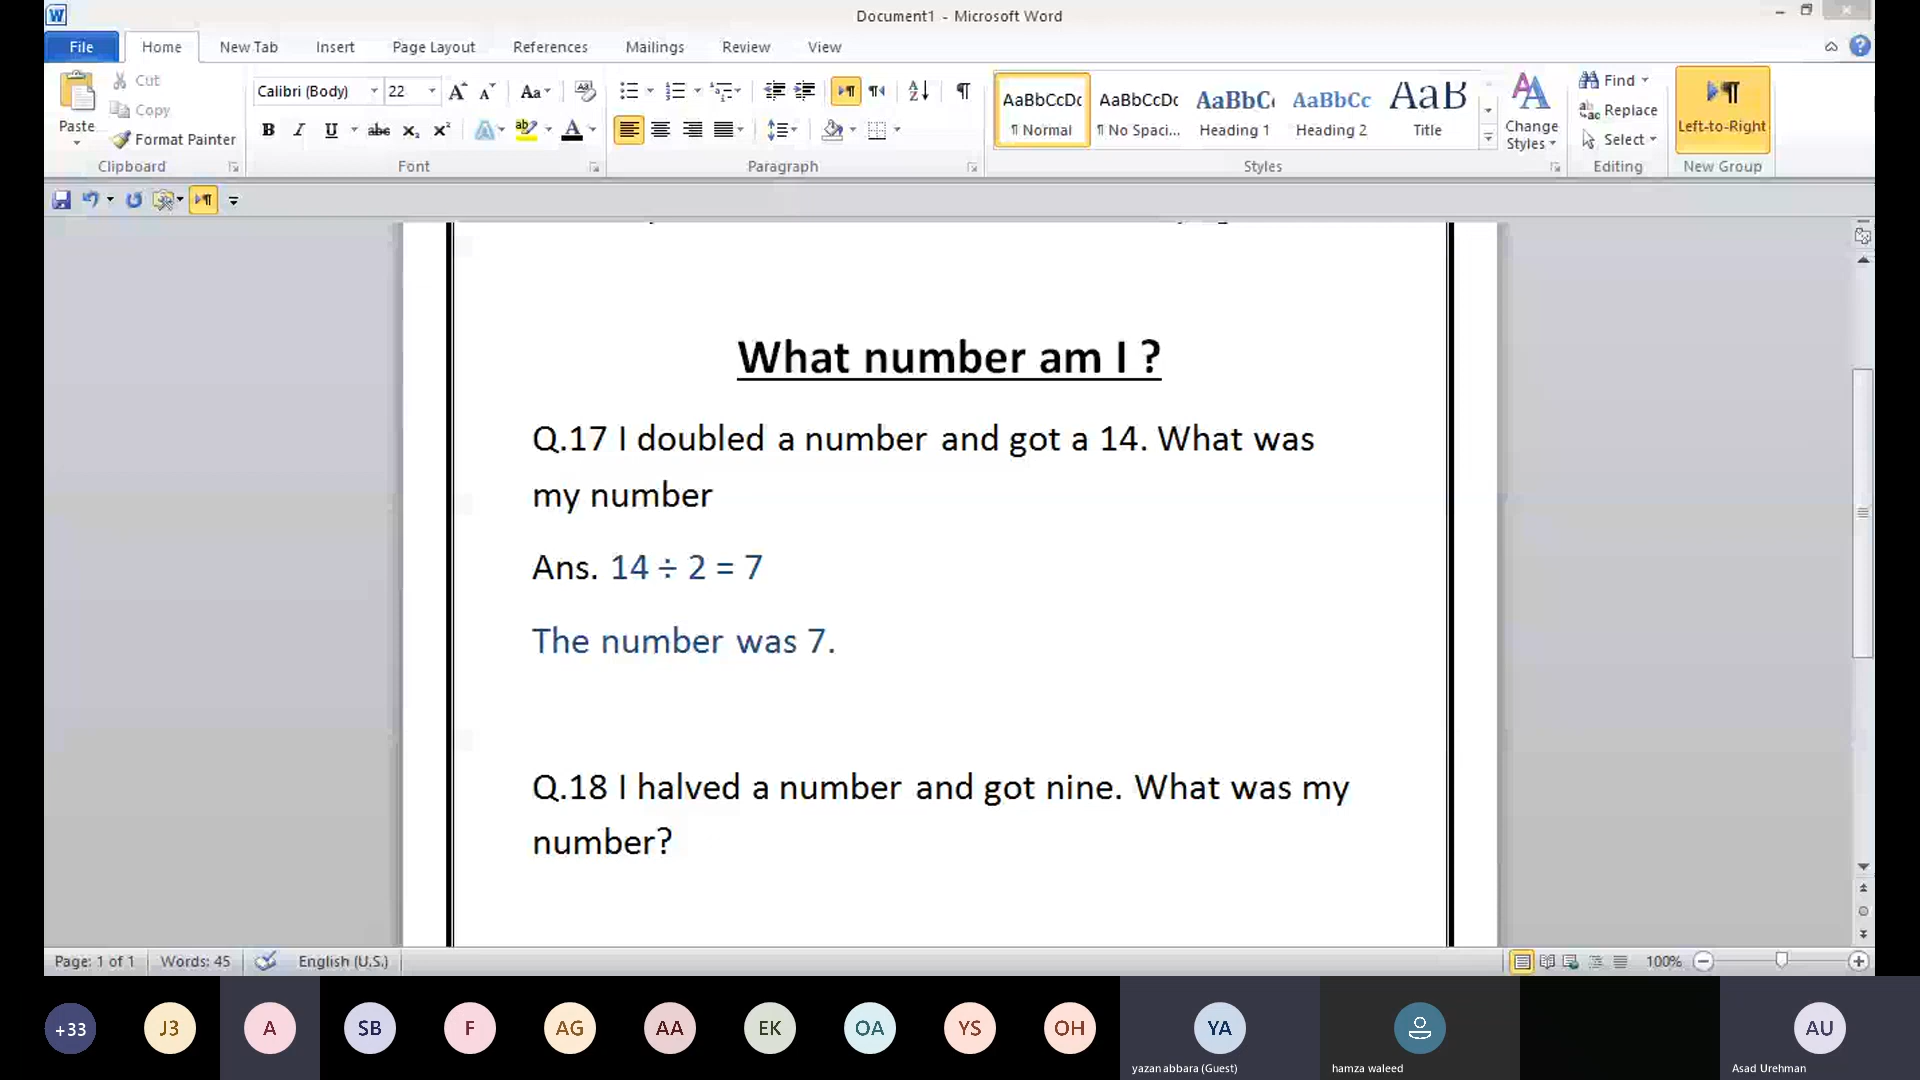 Document1 - Microsoft Word
File Home New Tab Insert Page Layout References Mailings Review View
Paste
Cut
Copy
Format Painter
Clipboard
Calibri (Body) 22
Font
Paragraph
AaBbCcDc AaBbCcDc AaBbC AaBbCc AaB
¶ Normal ¶ No Spaci... Heading 1 Heading 2 Title
Change
Styles
Styles
Find
Replace
Select
Editing
Left-to-Right
New Group
What number am I ?
Q.17 I doubled a number and got a 14. What was
my number
Ans. 14 ÷ 2 = 7
The number was 7.
Q.18 I halved a number and got nine. What was my
number?
Page: 1 of 1 Words: 45 English (U.S.) 100%
+33 J3 A SB F AG AA EK OA YS OH YA AU
yazan abbara (Guest) hamza waleed Asad Urehman